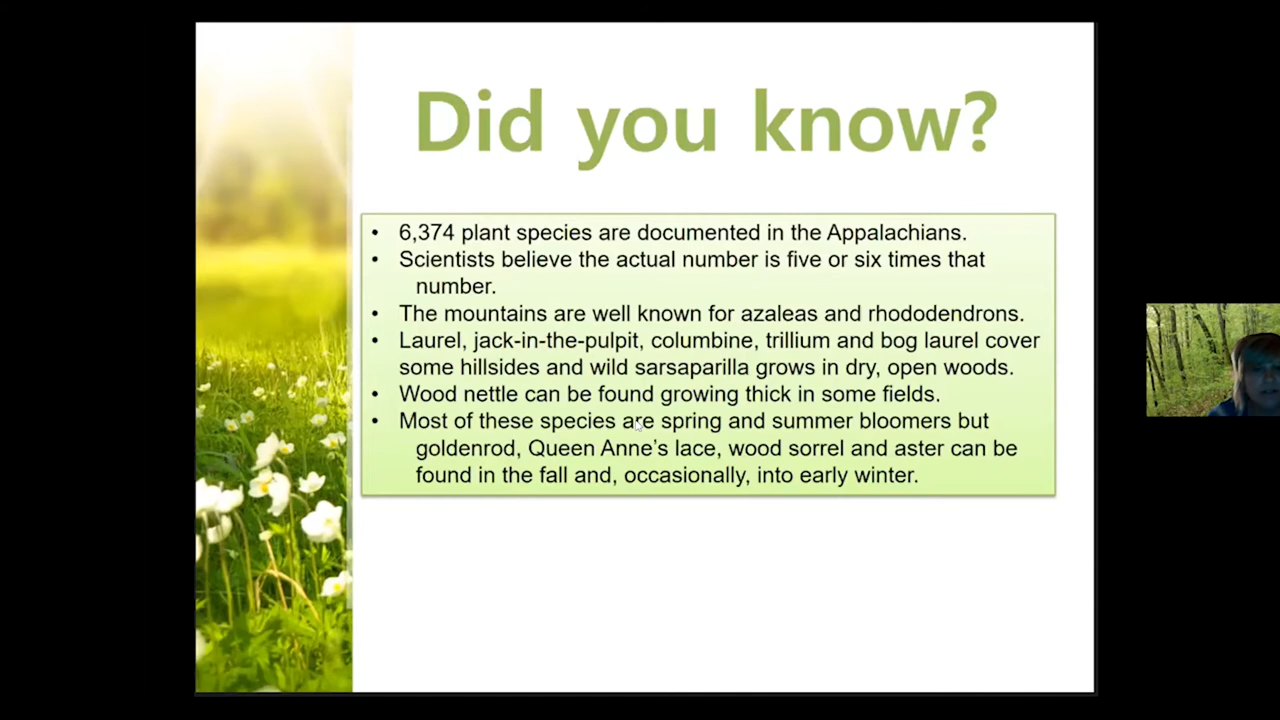 Did you know?
• 6,374 plant species are documented in the Appalachians.
• Scientists believe the actual number is five or six times that
number.
• The mountains are well known for azaleas and rhododendrons.
• Laurel, jack-in-the-pulpit, columbine, trillium and bog laurel cover
some hillsides and wild sarsaparilla grows in dry, open woods.
• Wood nettle can be found growing thick in some fields.
• Most of these species are spring and summer bloomers but
goldenrod, Queen Anne’s lace, wood sorrel and aster can be
found in the fall and, occasionally, into early winter.